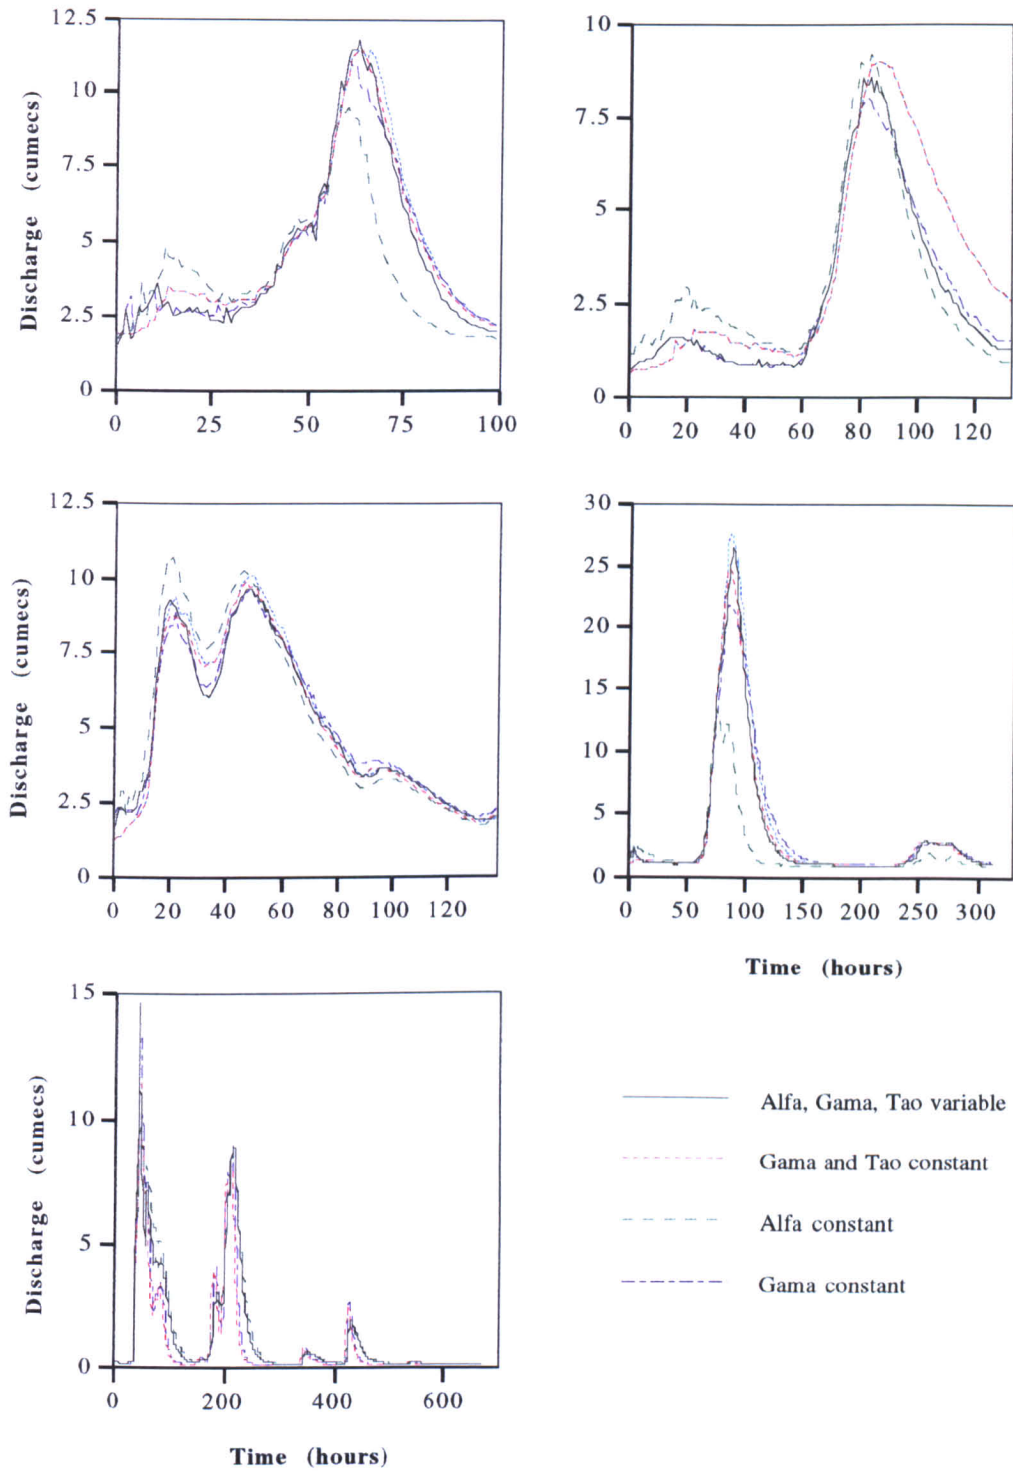 12.5
10
7.5
5
2.5
0
Discharge (cumecs)
0 25 50 75 100
10
7.5
5
2.5
0
0 20 40 60 80 100 120
12.5
10
7.5
5
2.5
0
Discharge (cumecs)
0 20 40 60 80 100 120
30
25
20
15
10
5
0
0 50 100 150 200 250 300
Time (hours)
15
10
5
0
Discharge (cumecs)
0 200 400 600
Time (hours)
Alfa, Gama, Tao variable
Gama and Tao constant
Alfa constant
Gama constant